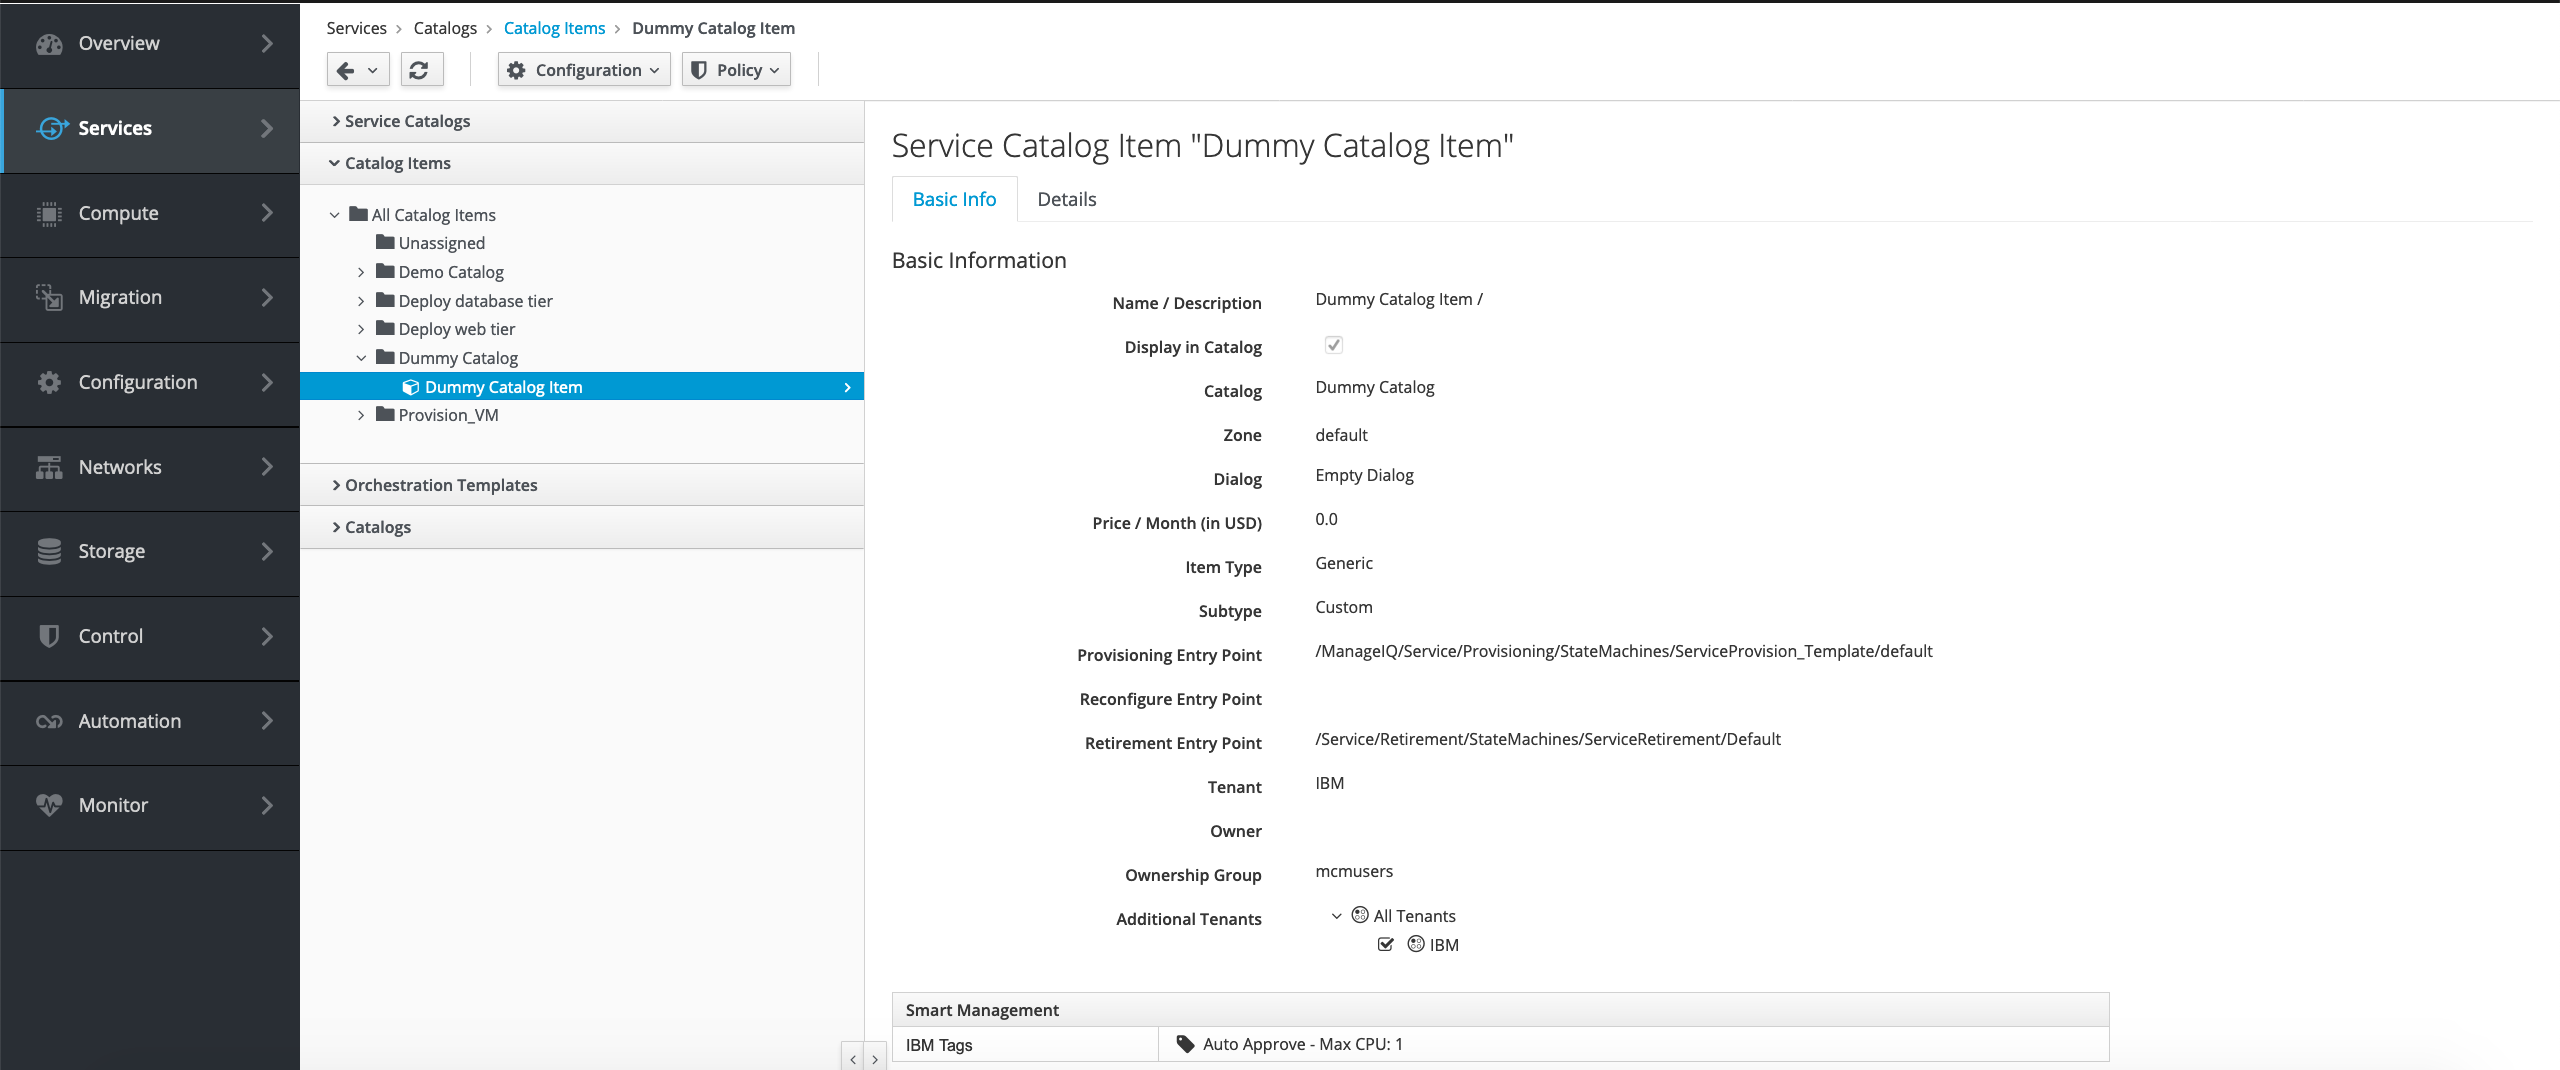 Overview
Services
Compute
Migration
Configuration
Networks
Storage
Control
Automation
Monitor
Services > Catalogs > Catalog Items > Dummy Catalog Item
Configuration Policy
Service Catalogs
Catalog Items
All Catalog Items
Unassigned
Demo Catalog
Deploy database tier
Deploy web tier
Dummy Catalog
Dummy Catalog Item
Provision_VM
Orchestration Templates
Catalogs
Service Catalog Item "Dummy Catalog Item"
Basic Info Details
Basic Information
Name / Description Dummy Catalog Item /
Display in Catalog
Catalog Dummy Catalog
Zone default
Dialog Empty Dialog
Price / Month (in USD) 0.0
Item Type Generic
Subtype Custom
Provisioning Entry Point /ManageIQ/Service/Provisioning/StateMachines/ServiceProvision_Template/default
Reconfigure Entry Point
Retirement Entry Point /Service/Retirement/StateMachines/ServiceRetirement/Default
Tenant IBM
Owner
Ownership Group mcmusers
Additional Tenants All Tenants
IBM
Smart Management
IBM Tags Auto Approve - Max CPU: 1